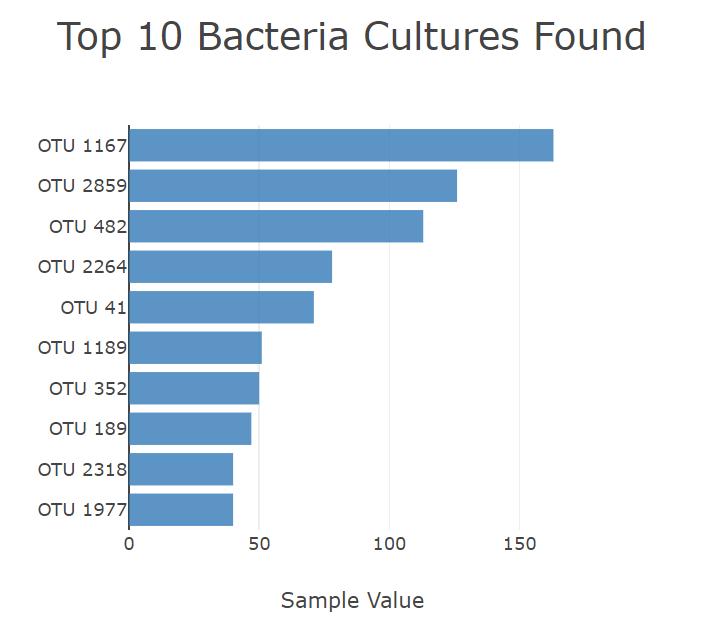 Top 10 Bacteria Cultures Found
OTU 1167
OTU 2859
OTU 482
OTU 2264
OTU 41
OTU 1189
OTU 352
OTU 189
OTU 2318
OTU 1977
0 50 100 150
Sample Value